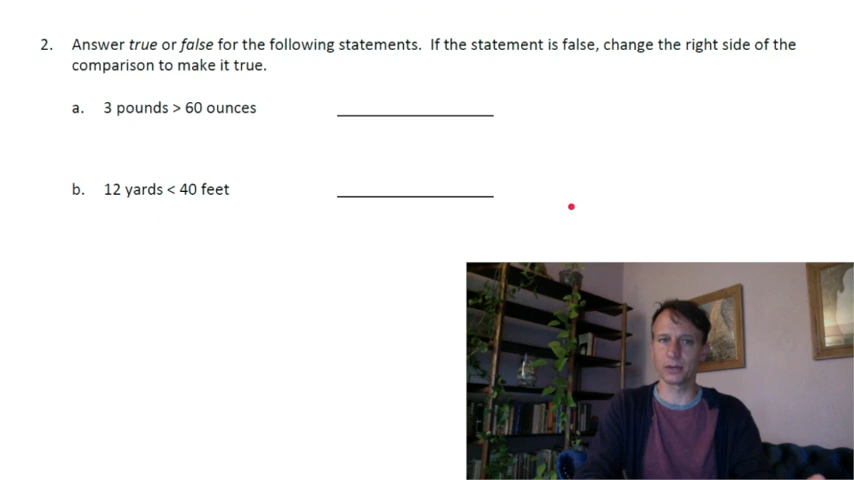 2. Answer true or false for the following statements. If the statement is false, change the right side of the
comparison to make it true.
a. 3 pounds > 60 ounces
b. 12 yards < 40 feet